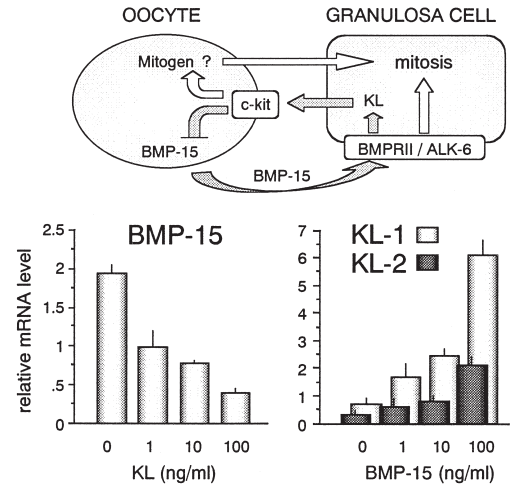 OOCYTE
GRANULOSA CELL
Mitogen ?
mitosis
c-kit
KL
BMP-15
BMPRII / ALK-6
BMP-15
BMP-15
relative mRNA level
2.5
2
1.5
1
.5
0
0 1 10 100
KL (ng/ml)
KL-1
KL-2
7
6
5
4
3
2
1
0
0 1 10 100
BMP-15 (ng/ml)